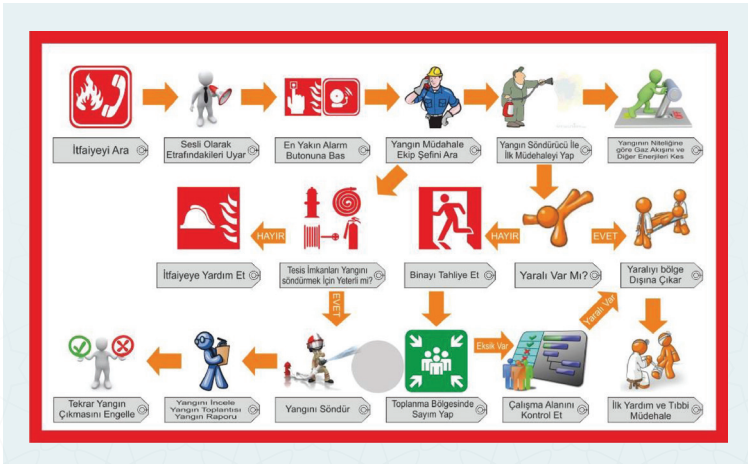 İtfaiyeyi Ara
Sesli Olarak
Etrafındakileri Uyar
En Yakın Alarm
Butonuna Bas
Yangın Müdahale
Ekip Şefini Ara
Yangın Söndürücü İle
İlk Müdehaleyi Yap
Yangının Niteliğine
göre Gaz Akışını ve
Diğer Enerjileri Kes
HAYIR
HAYIR
EVET
İtfaiyeye Yardım Et
Tesis İmkanları Yangını
söndürmek İçin Yeterli mi?
Binayı Tahliye Et
Yaralı Var Mı?
Yaralıyı bölge
Dışına Çıkar
EVET
Eksik Var
Yaralı Var
Tekrar Yangın
Çıkmasını Engelle
Yangını İncele
Yangın Toplantısı
Yangın Raporu
Yangını Söndür
Toplanma Bölgesinde
Sayım Yap
Çalışma Alanını
Kontrol Et
İlk Yardım ve Tıbbi
Müdehale